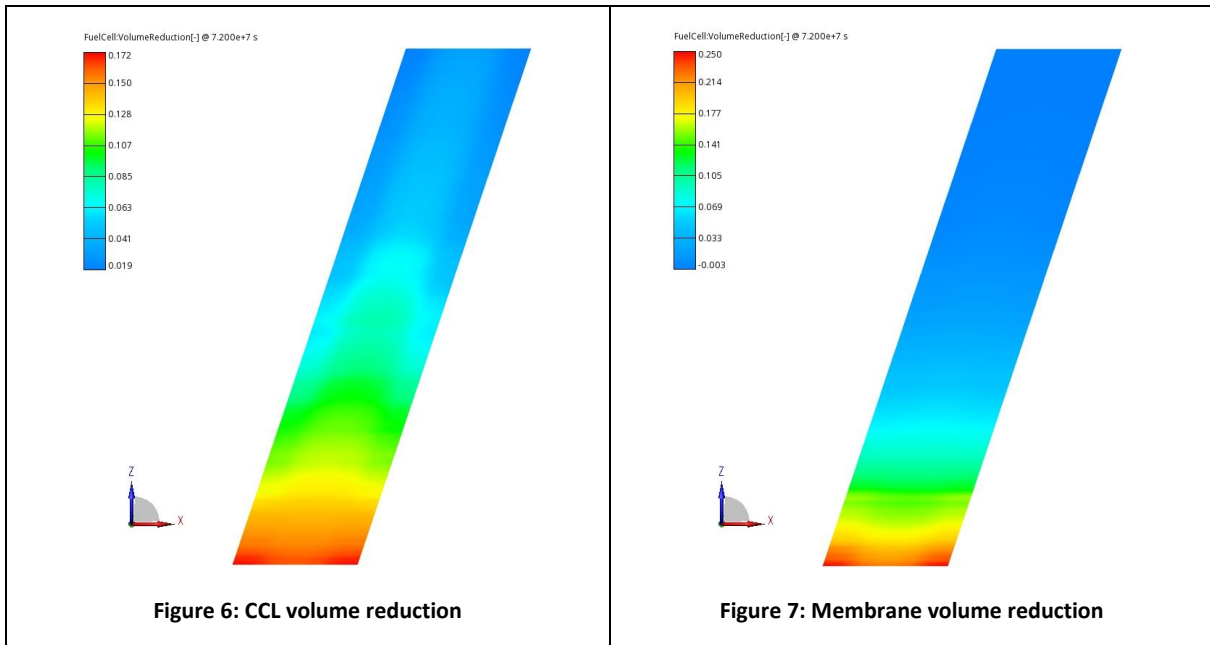 FuelCell:VolumeReduction[-] @ 7.200e+7 s
0.172
0.150
0.128
0.107
0.085
0.063
0.041
0.019
Z
X
Figure 6: CCL volume reduction
FuelCell:VolumeReduction[-] @ 7.200e+7 s
0.250
0.214
0.177
0.141
0.105
0.069
0.033
-0.003
Z
X
Figure 7: Membrane volume reduction